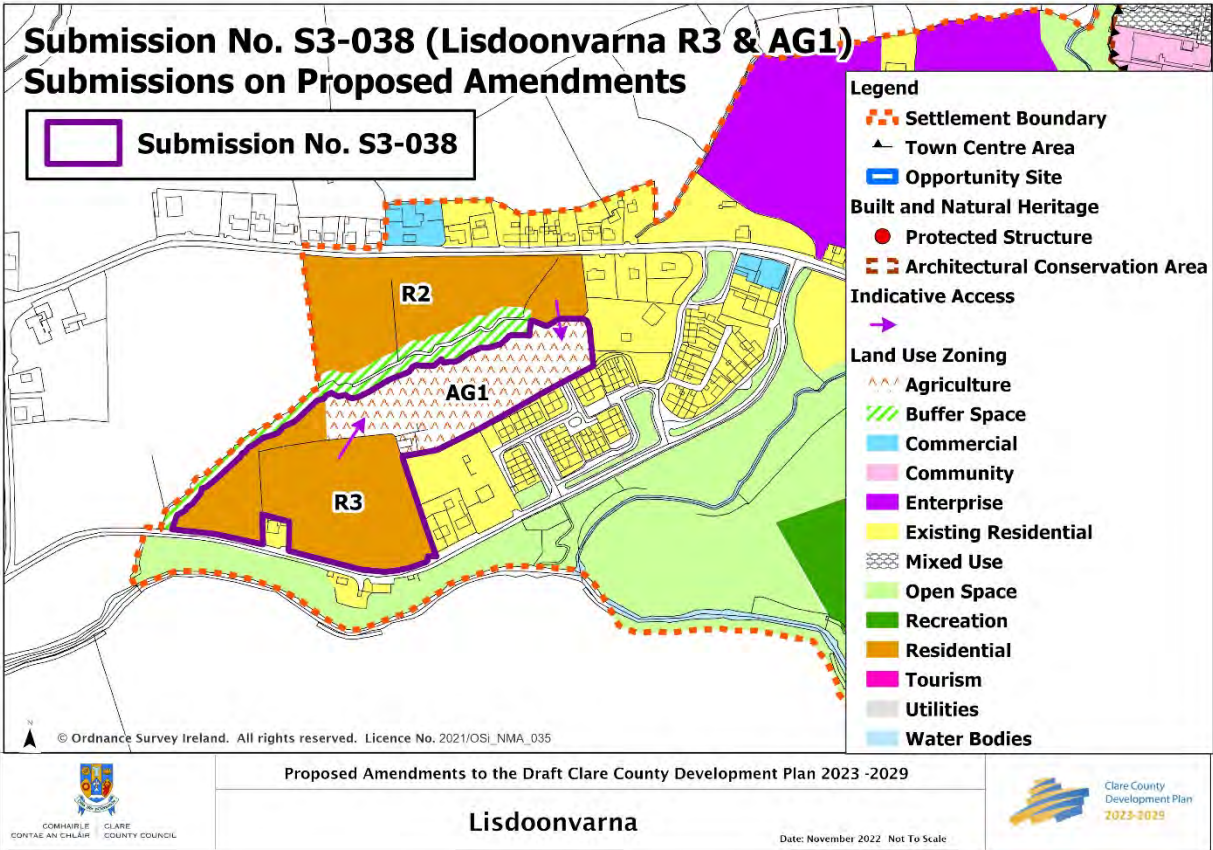 Submission No. S3-038 (Lisdoonvarna R3 & AG1)
Submissions on Proposed Amendments
Submission No. S3-038
R2
AG1
R3
Legend
Settlement Boundary
Town Centre Area
Opportunity Site
Built and Natural Heritage
Protected Structure
Architectural Conservation Area
Indicative Access
Land Use Zoning
Agriculture
Buffer Space
Commercial
Community
Enterprise
Existing Residential
Mixed Use
Open Space
Recreation
Residential
Tourism
Utilities
Water Bodies
N
© Ordnance Survey Ireland. All rights reserved. Licence No. 2021/OSi_NMA_035
COMHAIRLE CONTAE AN CHLÁIR
CLARE COUNTY COUNCIL
Proposed Amendments to the Draft Clare County Development Plan 2023 -2029
Lisdoonvarna
Date: November 2022 Not To Scale
Clare County
Development Plan
2023-2029